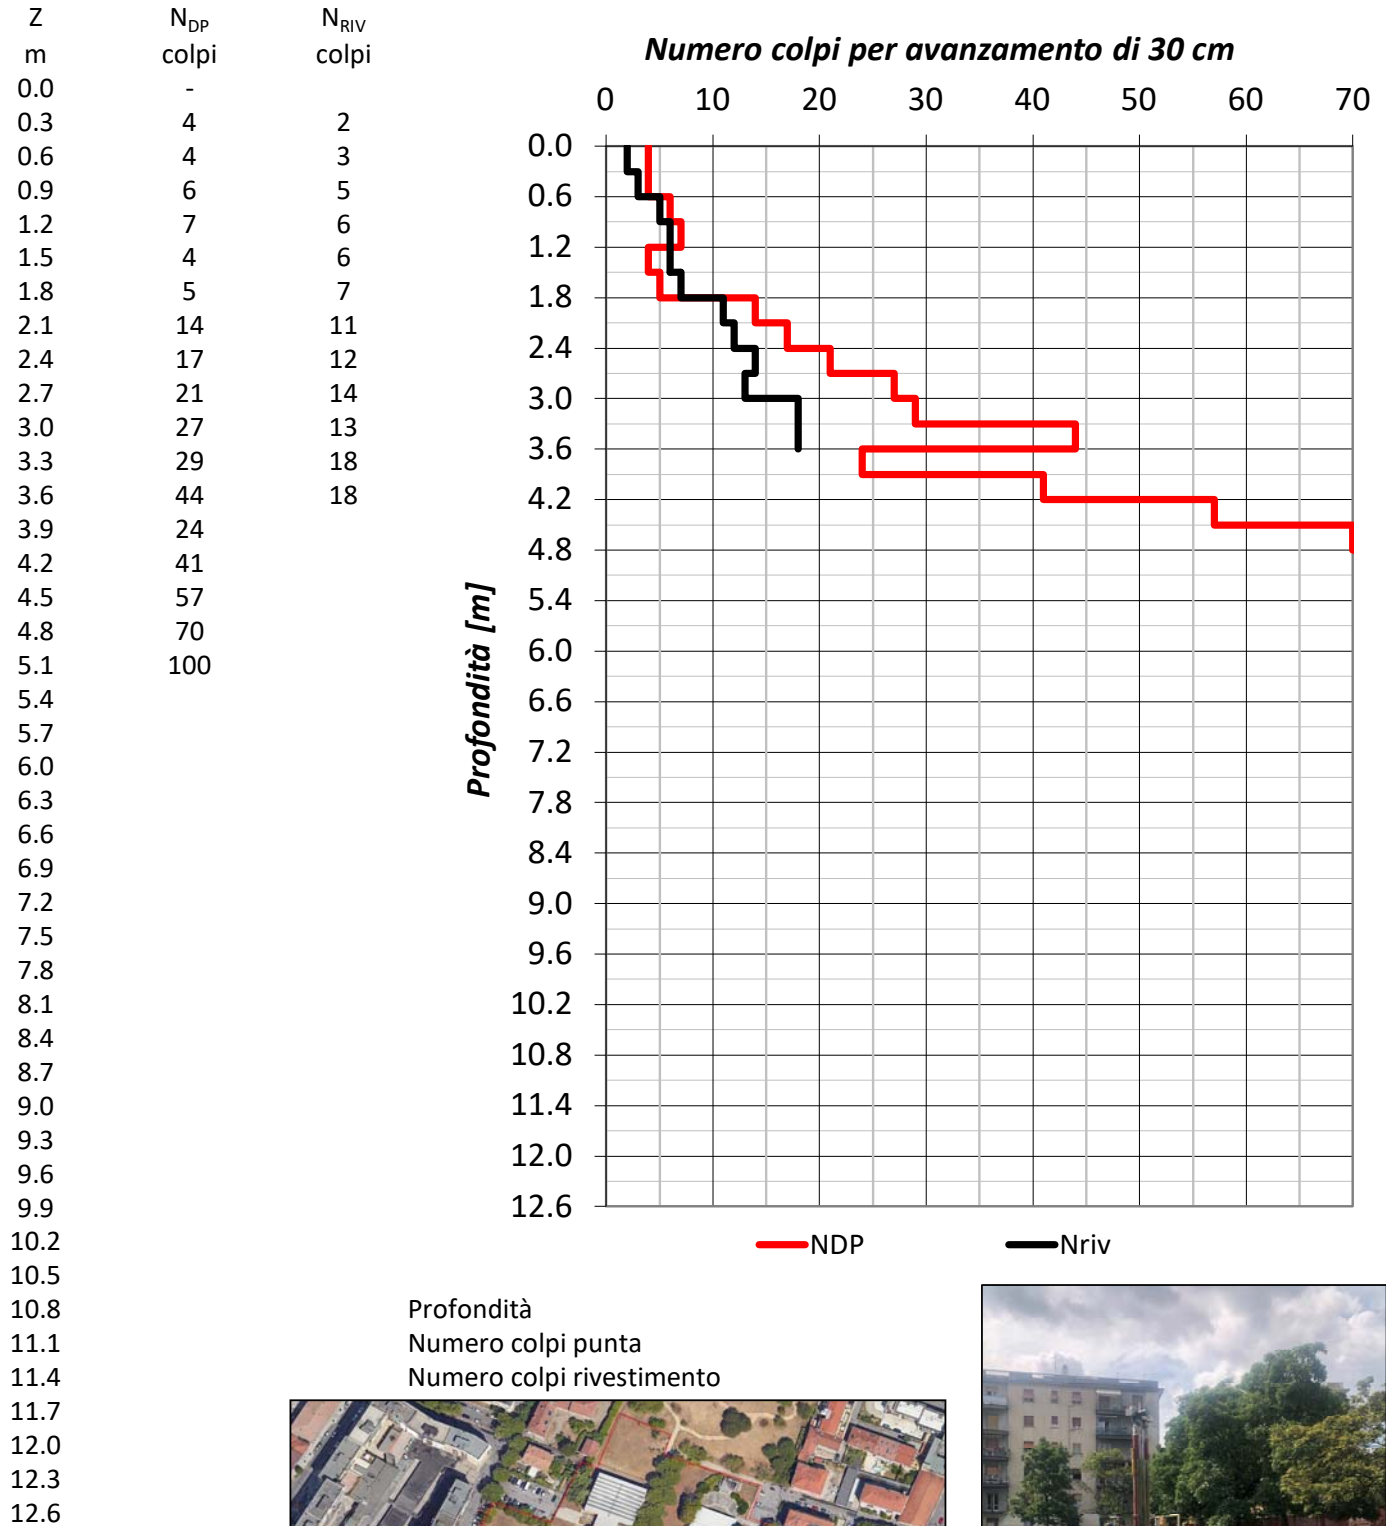 Z N_DP N_RIV
m colpi colpi
0.0 -
0.3 4 2
0.6 4 3
0.9 6 5
1.2 7 6
1.5 4 6
1.8 5 7
2.1 14 11
2.4 17 12
2.7 21 14
3.0 27 13
3.3 29 18
3.6 44 18
3.9 24
4.2 41
4.5 57
4.8 70
5.1 100
5.4
5.7
6.0
6.3
6.6
6.9
7.2
7.5
7.8
8.1
8.4
8.7
9.0
9.3
9.6
9.9
10.2
10.5
10.8
11.1
11.4
11.7
12.0
12.3
12.6
Numero colpi per avanzamento di 30 cm
0 10 20 30 40 50 60 70
Profondità [m]
0.0
0.6
1.2
1.8
2.4
3.0
3.6
4.2
4.8
5.4
6.0
6.6
7.2
7.8
8.4
9.0
9.6
10.2
10.8
11.4
12.0
12.6
NDP Nriv
Profondità
Numero colpi punta
Numero colpi rivestimento